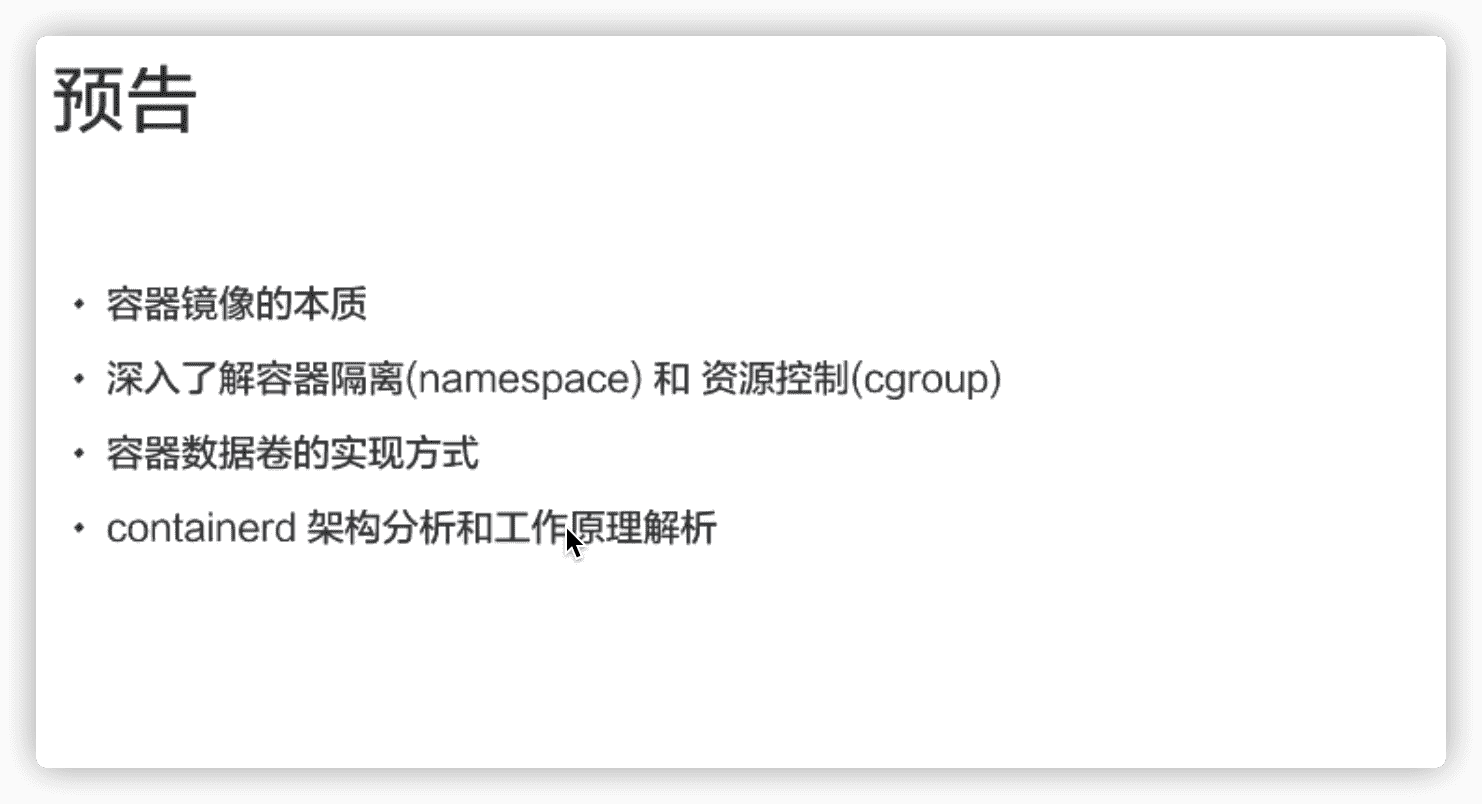 预告
• 容器镜像的本质
• 深入了解容器隔离(namespace) 和 资源控制(cgroup)
• 容器数据卷的实现方式
• containerd 架构分析和工作原理解析